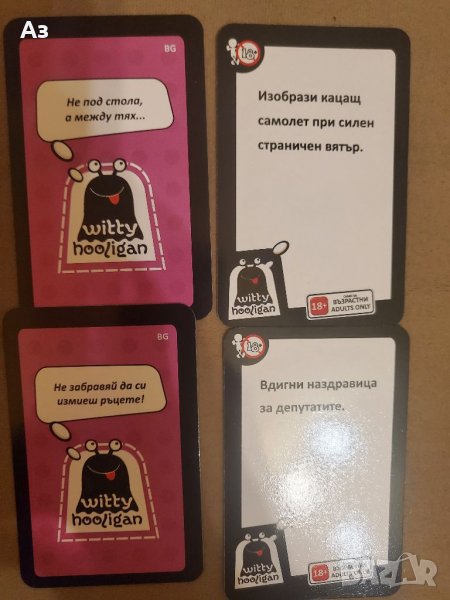 Аз
BG
Не под стола,
а между тях...
witty
hooligan
18+
Изобрази кацащ
самолет при силен
страничен вятър.
witty
hooligan
18+
ВЪЗРАСТНИ
ADULTS ONLY
BG
Не забравяй да си
измиеш ръцете!
witty
hooligan
18+
Вдигни наздравица
за депутатите.
witty
hooligan
18+
ВЪЗРАСТНИ
ADULTS ONLY
BAZAR